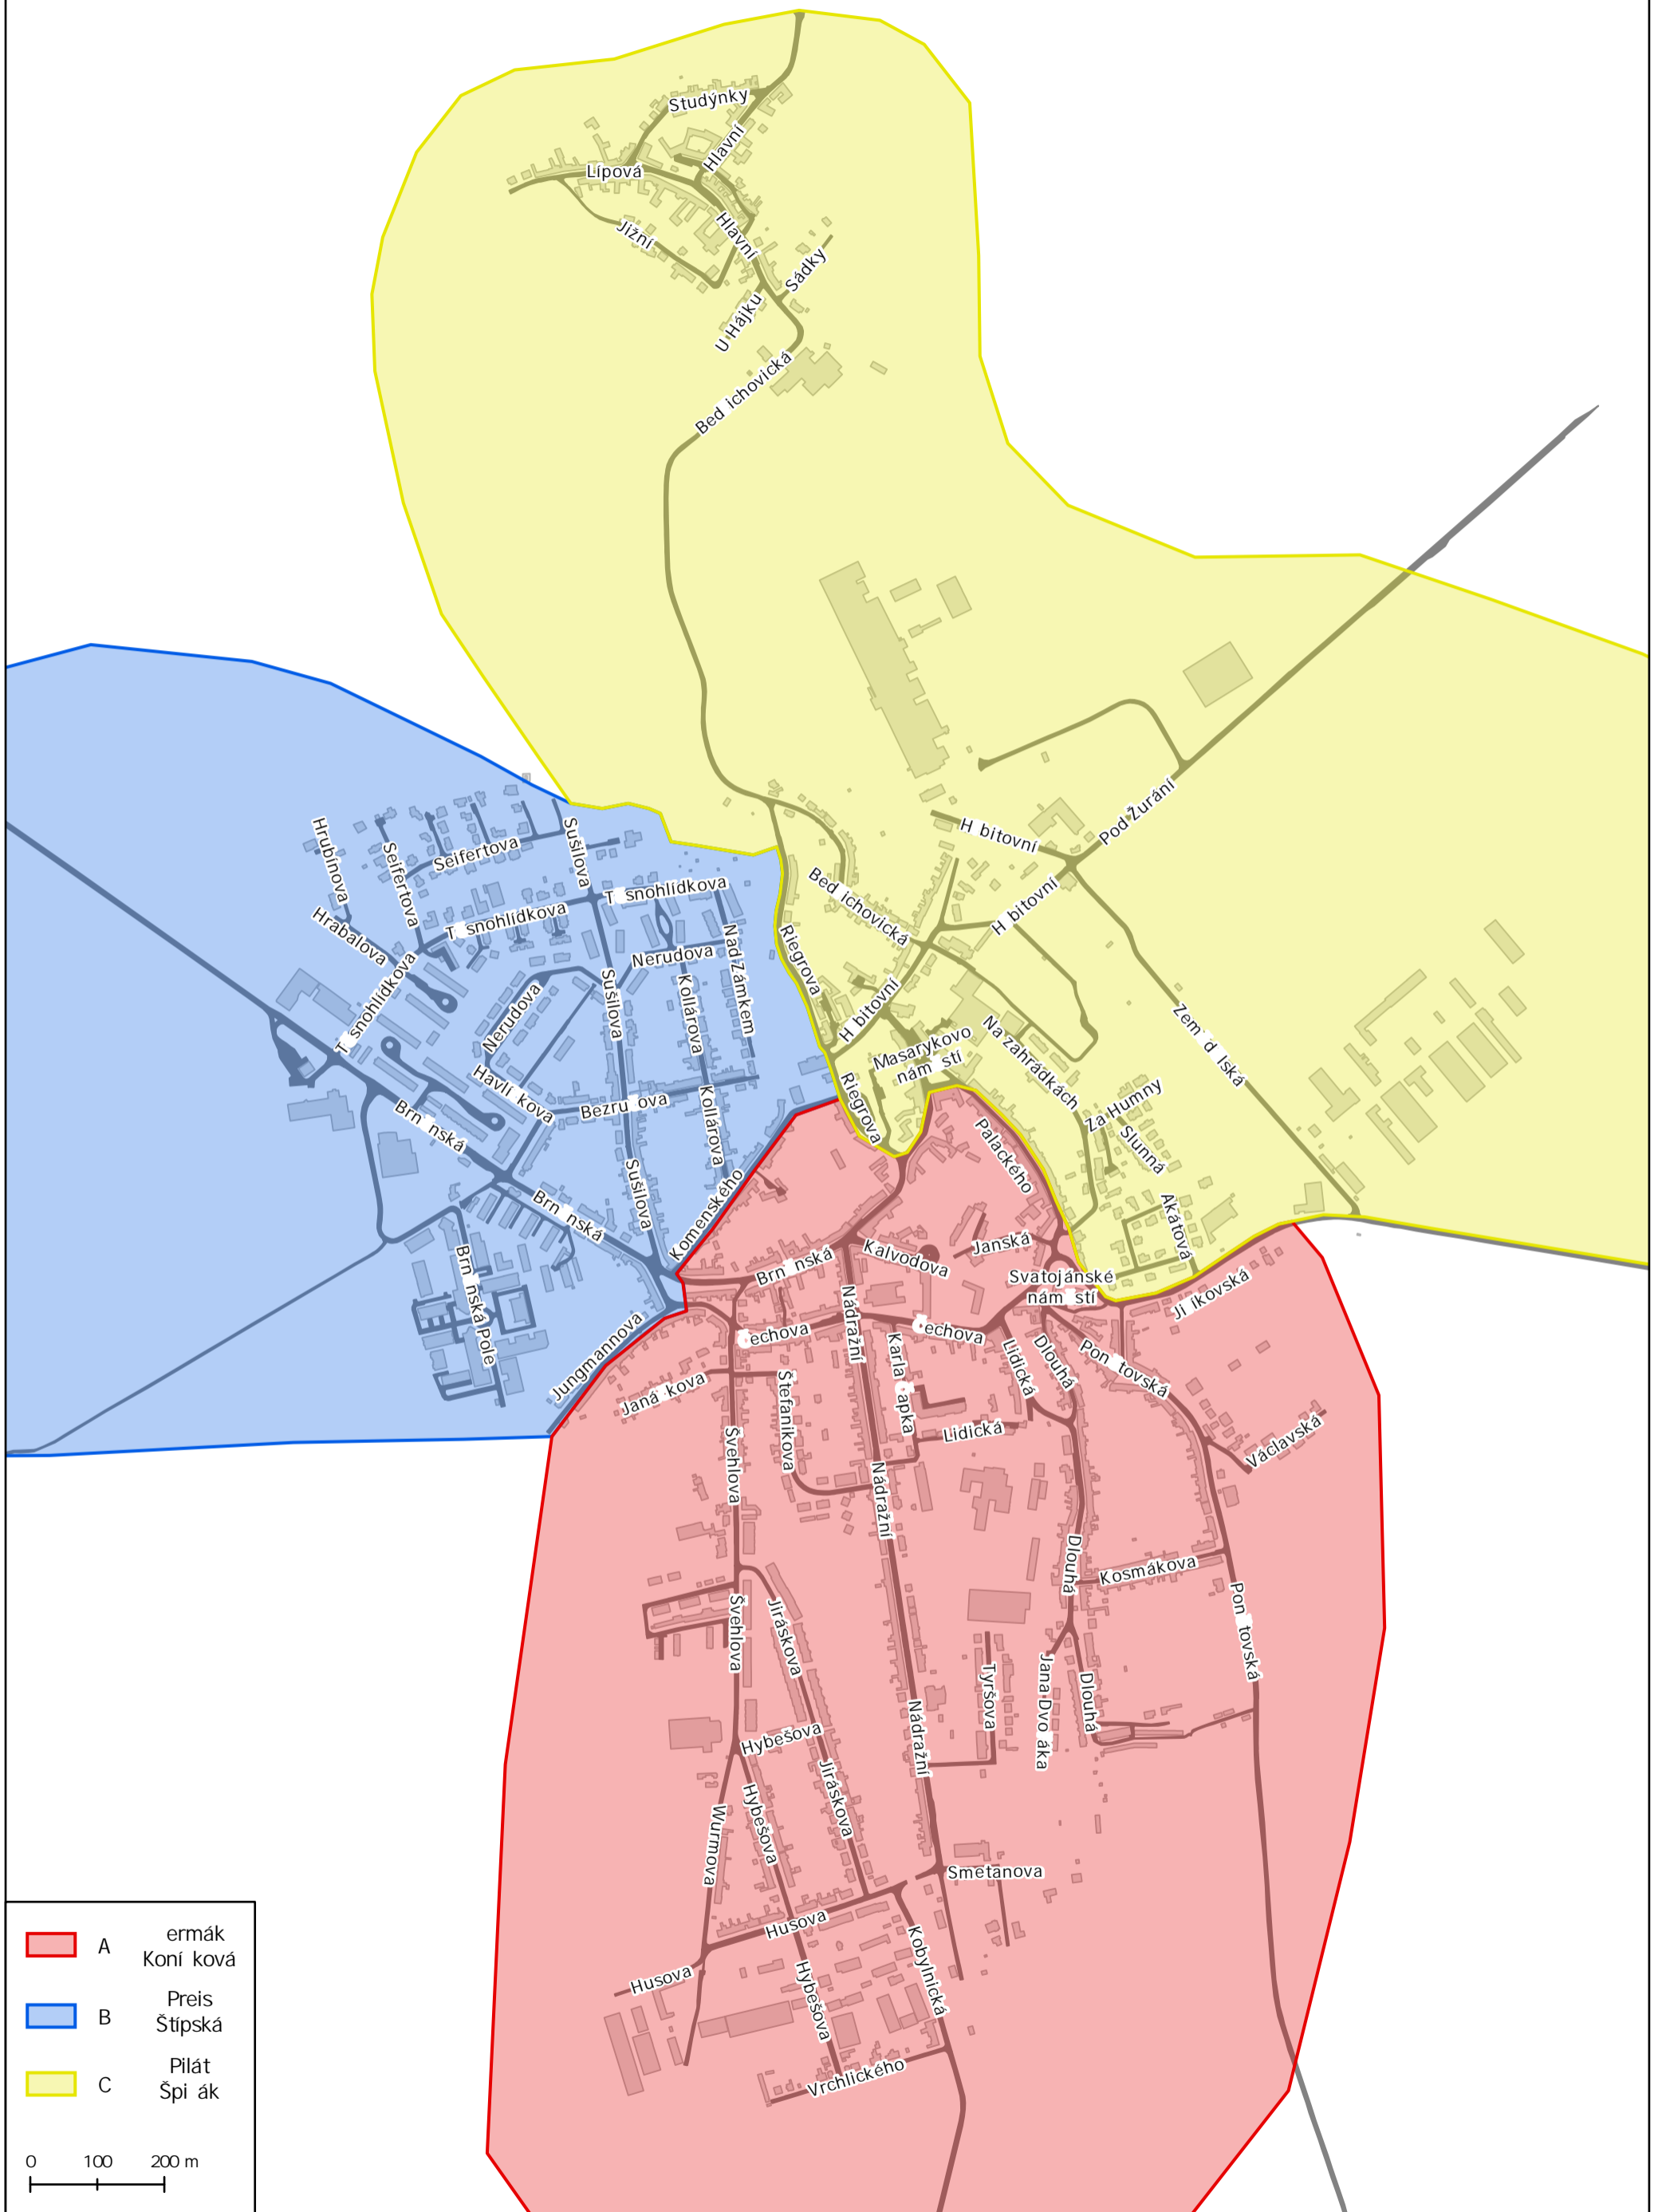 Studýnky
Hlavní
Lípová
Hlavní
Jižní
Sádky
U Hájku
Bed ichovická
Pod Žurání
H bitovní
Hrubínova
Seifertova
Seifertova
Sušilova
T snohlídkova
T snohlídkova
Bed ichovická
H bitovní
Hrabalova
Nad Zámkem
Riegrova
Nerudova
T snohlídkova
Sušilova
Kollárova
Nerudova
H bitovní
Zem d lská
Masarykovo
nám stí
Na zahrádkách
Havlí kova
Bezru ova
Riegrova
Za Humny
Brn nská
Kollárova
Palackého
Slunná
Sušilova
Komenského
Brn nská
Akátová
Brn nská
Kalvodova
Janská
Svatojánské
nám stí
Ji íkovská
Brn nská Pole
Jungmannova
Nádražní
echova
echova
Karla apka
Lidická
Dlouhá
Pon tovská
Janá kova
Štefanikova
Lidická
Václavská
Švehlova
Nádražní
Dlouhá
Kosmákova
Švehlova
Jiráskova
Pon tovská
Tyršova
Jana Dvo áka
Dlouhá
Nádražní
Hybešova
Jiráskova
Hybešova
Wurmova
Smetanova
Husova
Kobylnická
Husova
Hybešova
Vrchlického
A
ermák
Koní ková
B
Preis
Štípská
C
Pilát
Špi ák
0 100 200 m